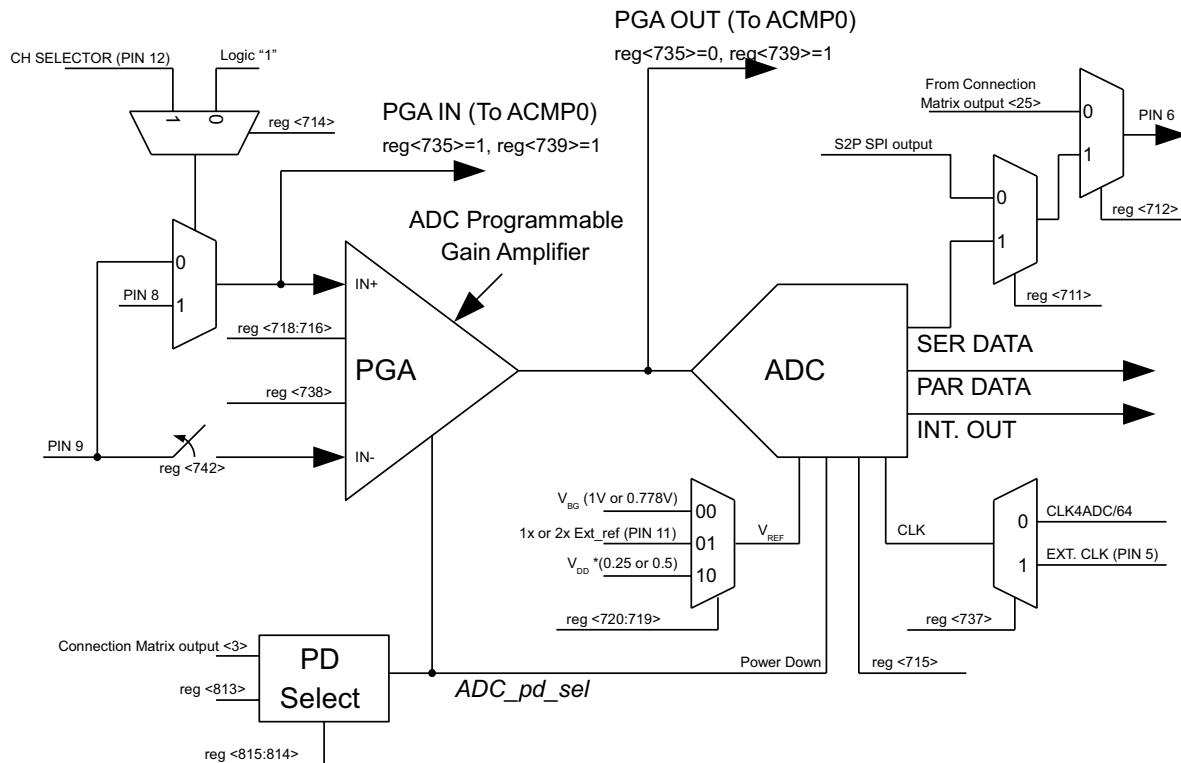 PGA OUT (To ACMP0)
reg<735>=0, reg<739>=1
CH SELECTOR (PIN 12)
Logic “1”
1
0
reg <714>
PGA IN (To ACMP0)
reg<735>=1, reg<739>=1
From Connection
Matrix output <25>
0
1
PIN 6
S2P SPI output
0
1
reg <712>
reg <711>
ADC Programmable
Gain Amplifier
0
PIN 8
1
IN+
reg <718:716>
PGA
reg <738>
PIN 9
reg <742>
IN-
ADC
SER DATA
PAR DATA
INT. OUT
VBG (1V or 0.778V)
00
1x or 2x Ext_ref (PIN 11)
01
VDD *(0.25 or 0.5)
10
VREF
reg <720:719>
CLK
0
CLK4ADC/64
1
EXT. CLK (PIN 5)
reg <737>
Connection Matrix output <3>
reg <813>
PD
Select
reg <815:814>
ADC_pd_sel
Power Down
reg <715>